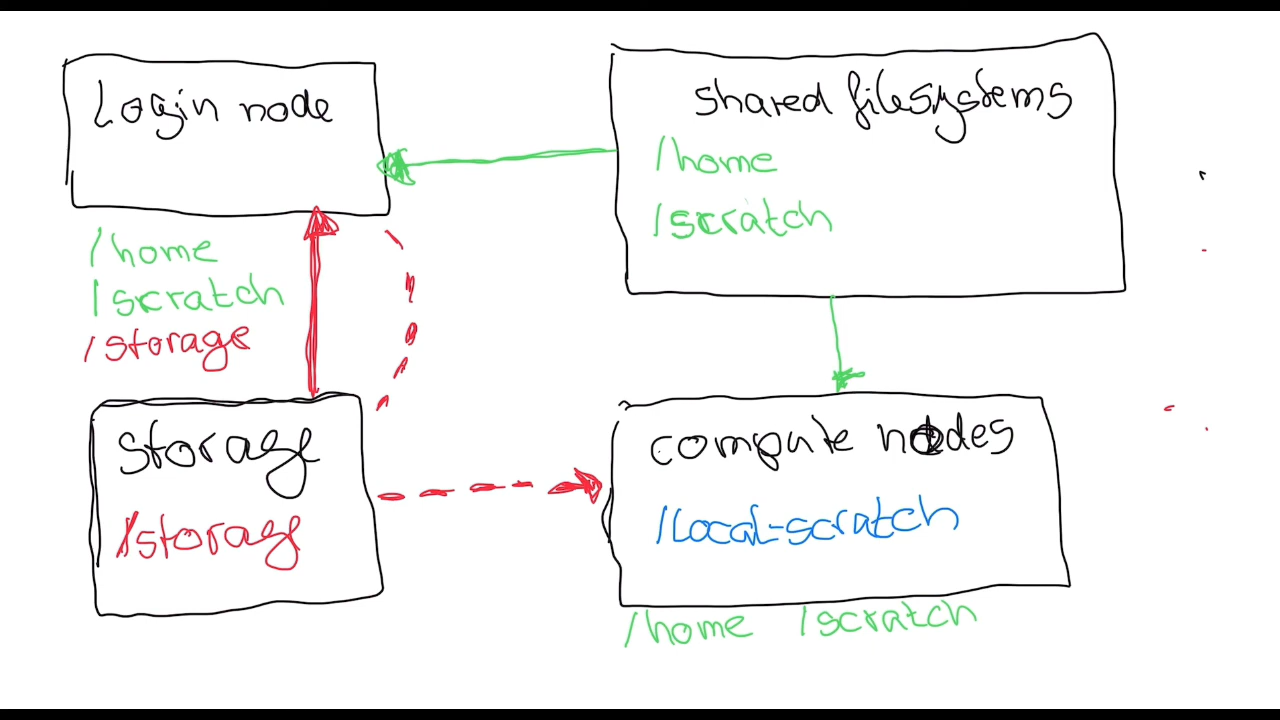 Login node
shared filesystems
/home
/scratch
/home
/scratch
/storage
storage
/storage
compute nodes
/local-scratch
/home /scratch